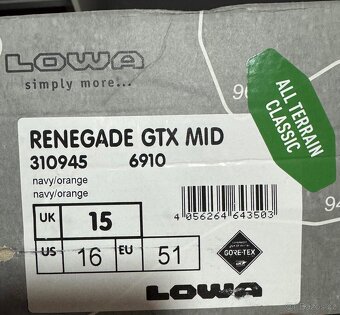 LOWA
simply more...
ALL TERRAIN
CLASSIC
RENEGADE GTX MID
310945 6910
navy/orange
navy/orange
UK 15
US 16 EU 51
4 056264 643503
GORE-TEX
LOWA